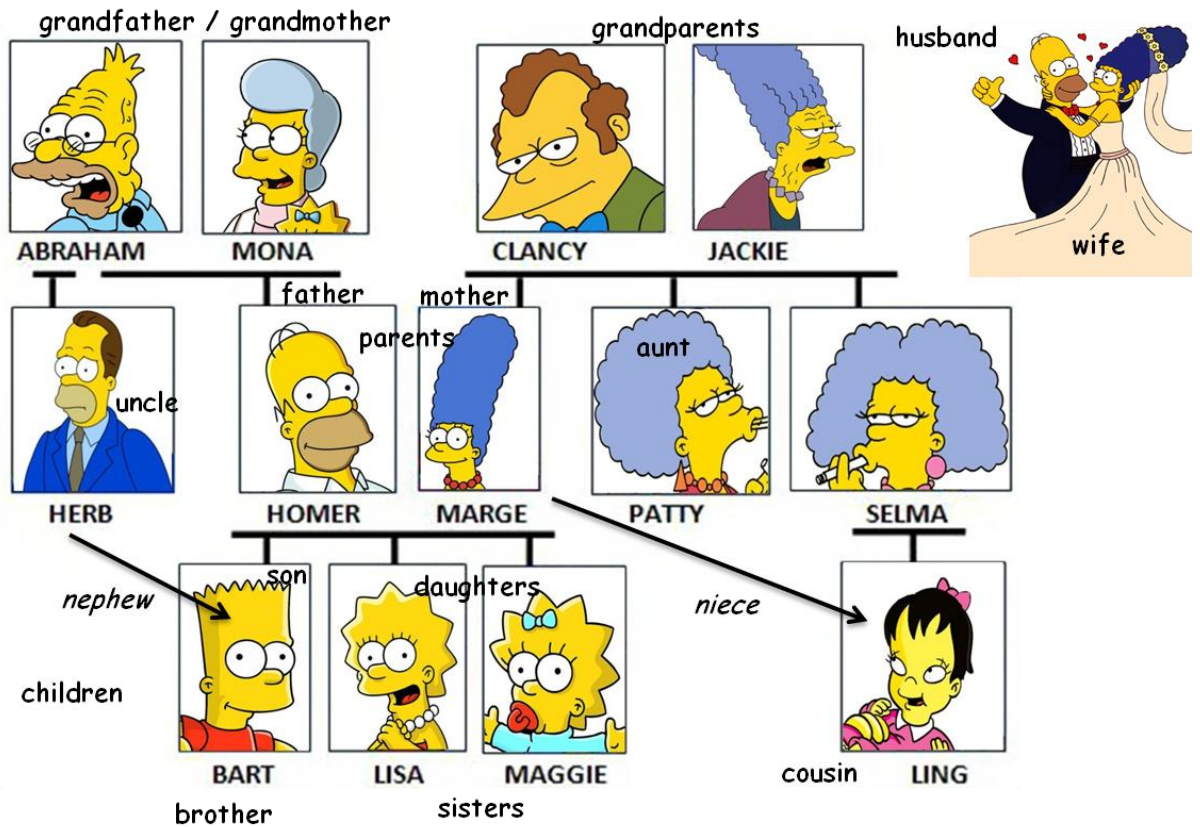 grandfather / grandmother
grandparents
husband
wife
ABRAHAM
MONA
CLANCY
JACKIE
father
mother
parents
aunt
uncle
HERB
HOMER
MARGE
PATTY
SELMA
son
daughters
nephew
niece
children
BART
LISA
MAGGIE
cousin
LING
brother
sisters